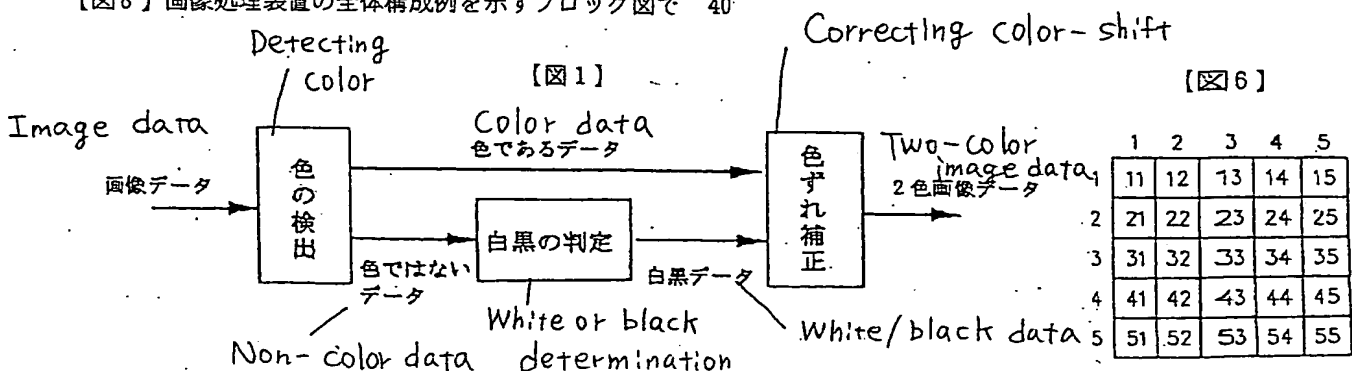 【図8】画像処理装置の全体構成例を示すブロック図で 40
Detecting color
【図1】
Correcting color-shift
【図6】
Image data
画像データ
色の検出
Color data
色であるデータ
色ではない
データ
Non-color data
白黒の判定
White or black
determination
白黒データ
White/black data
色ずれ補正
Two-color
image data
2色画像データ
1 2 3 4 5
1 11 12 13 14 15
2 21 22 23 24 25
3 31 32 33 34 35
4 41 42 43 44 45
5 51 52 53 54 55